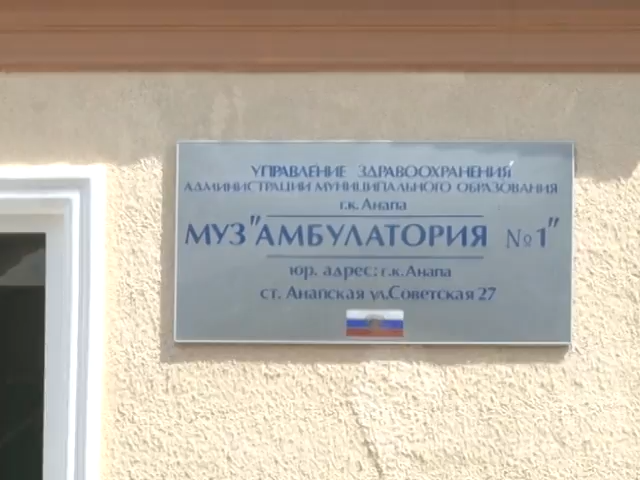 УПРАВЛЕНИЕ ЗДРАВООХРАНЕНИЯ
АДМИНИСТРАЦИИ МУНИЦИПАЛЬНОГО ОБРАЗОВАНИЯ
г.к. Анапа
МУЗ "АМБУЛАТОРИЯ №1"
юр. адрес: г.к. Анапа
ст. Анапская ул.Советская 27